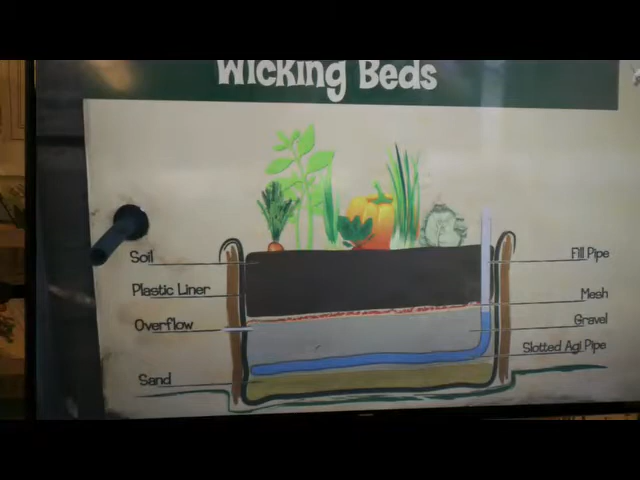 Wicking Beds
Soil
Fill Pipe
Plastic Liner
Mesh
Overflow
Gravel
Slotted Agi Pipe
Sand